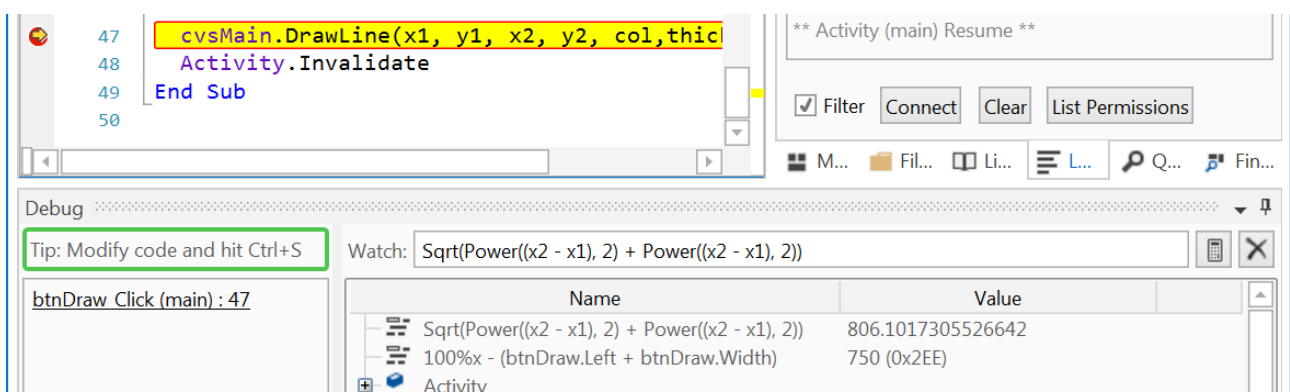 47 cvsMain.DrawLine(x1, y1, x2, y2, col,thic
48 Activity.Invalidate
49 End Sub
50
** Activity (main) Resume **
Filter Connect Clear List Permissions
M... Fil... Li... L... Q... Fin...
Debug
Tip: Modify code and hit Ctrl+S
Watch: Sqrt(Power((x2 - x1), 2) + Power((x2 - x1), 2))
btnDraw_Click (main) : 47
Name Value
Sqrt(Power((x2 - x1), 2) + Power((x2 - x1), 2)) 806.1017305526642
100%x - (btnDraw.Left + btnDraw.Width) 750 (0x2EE)
Activity